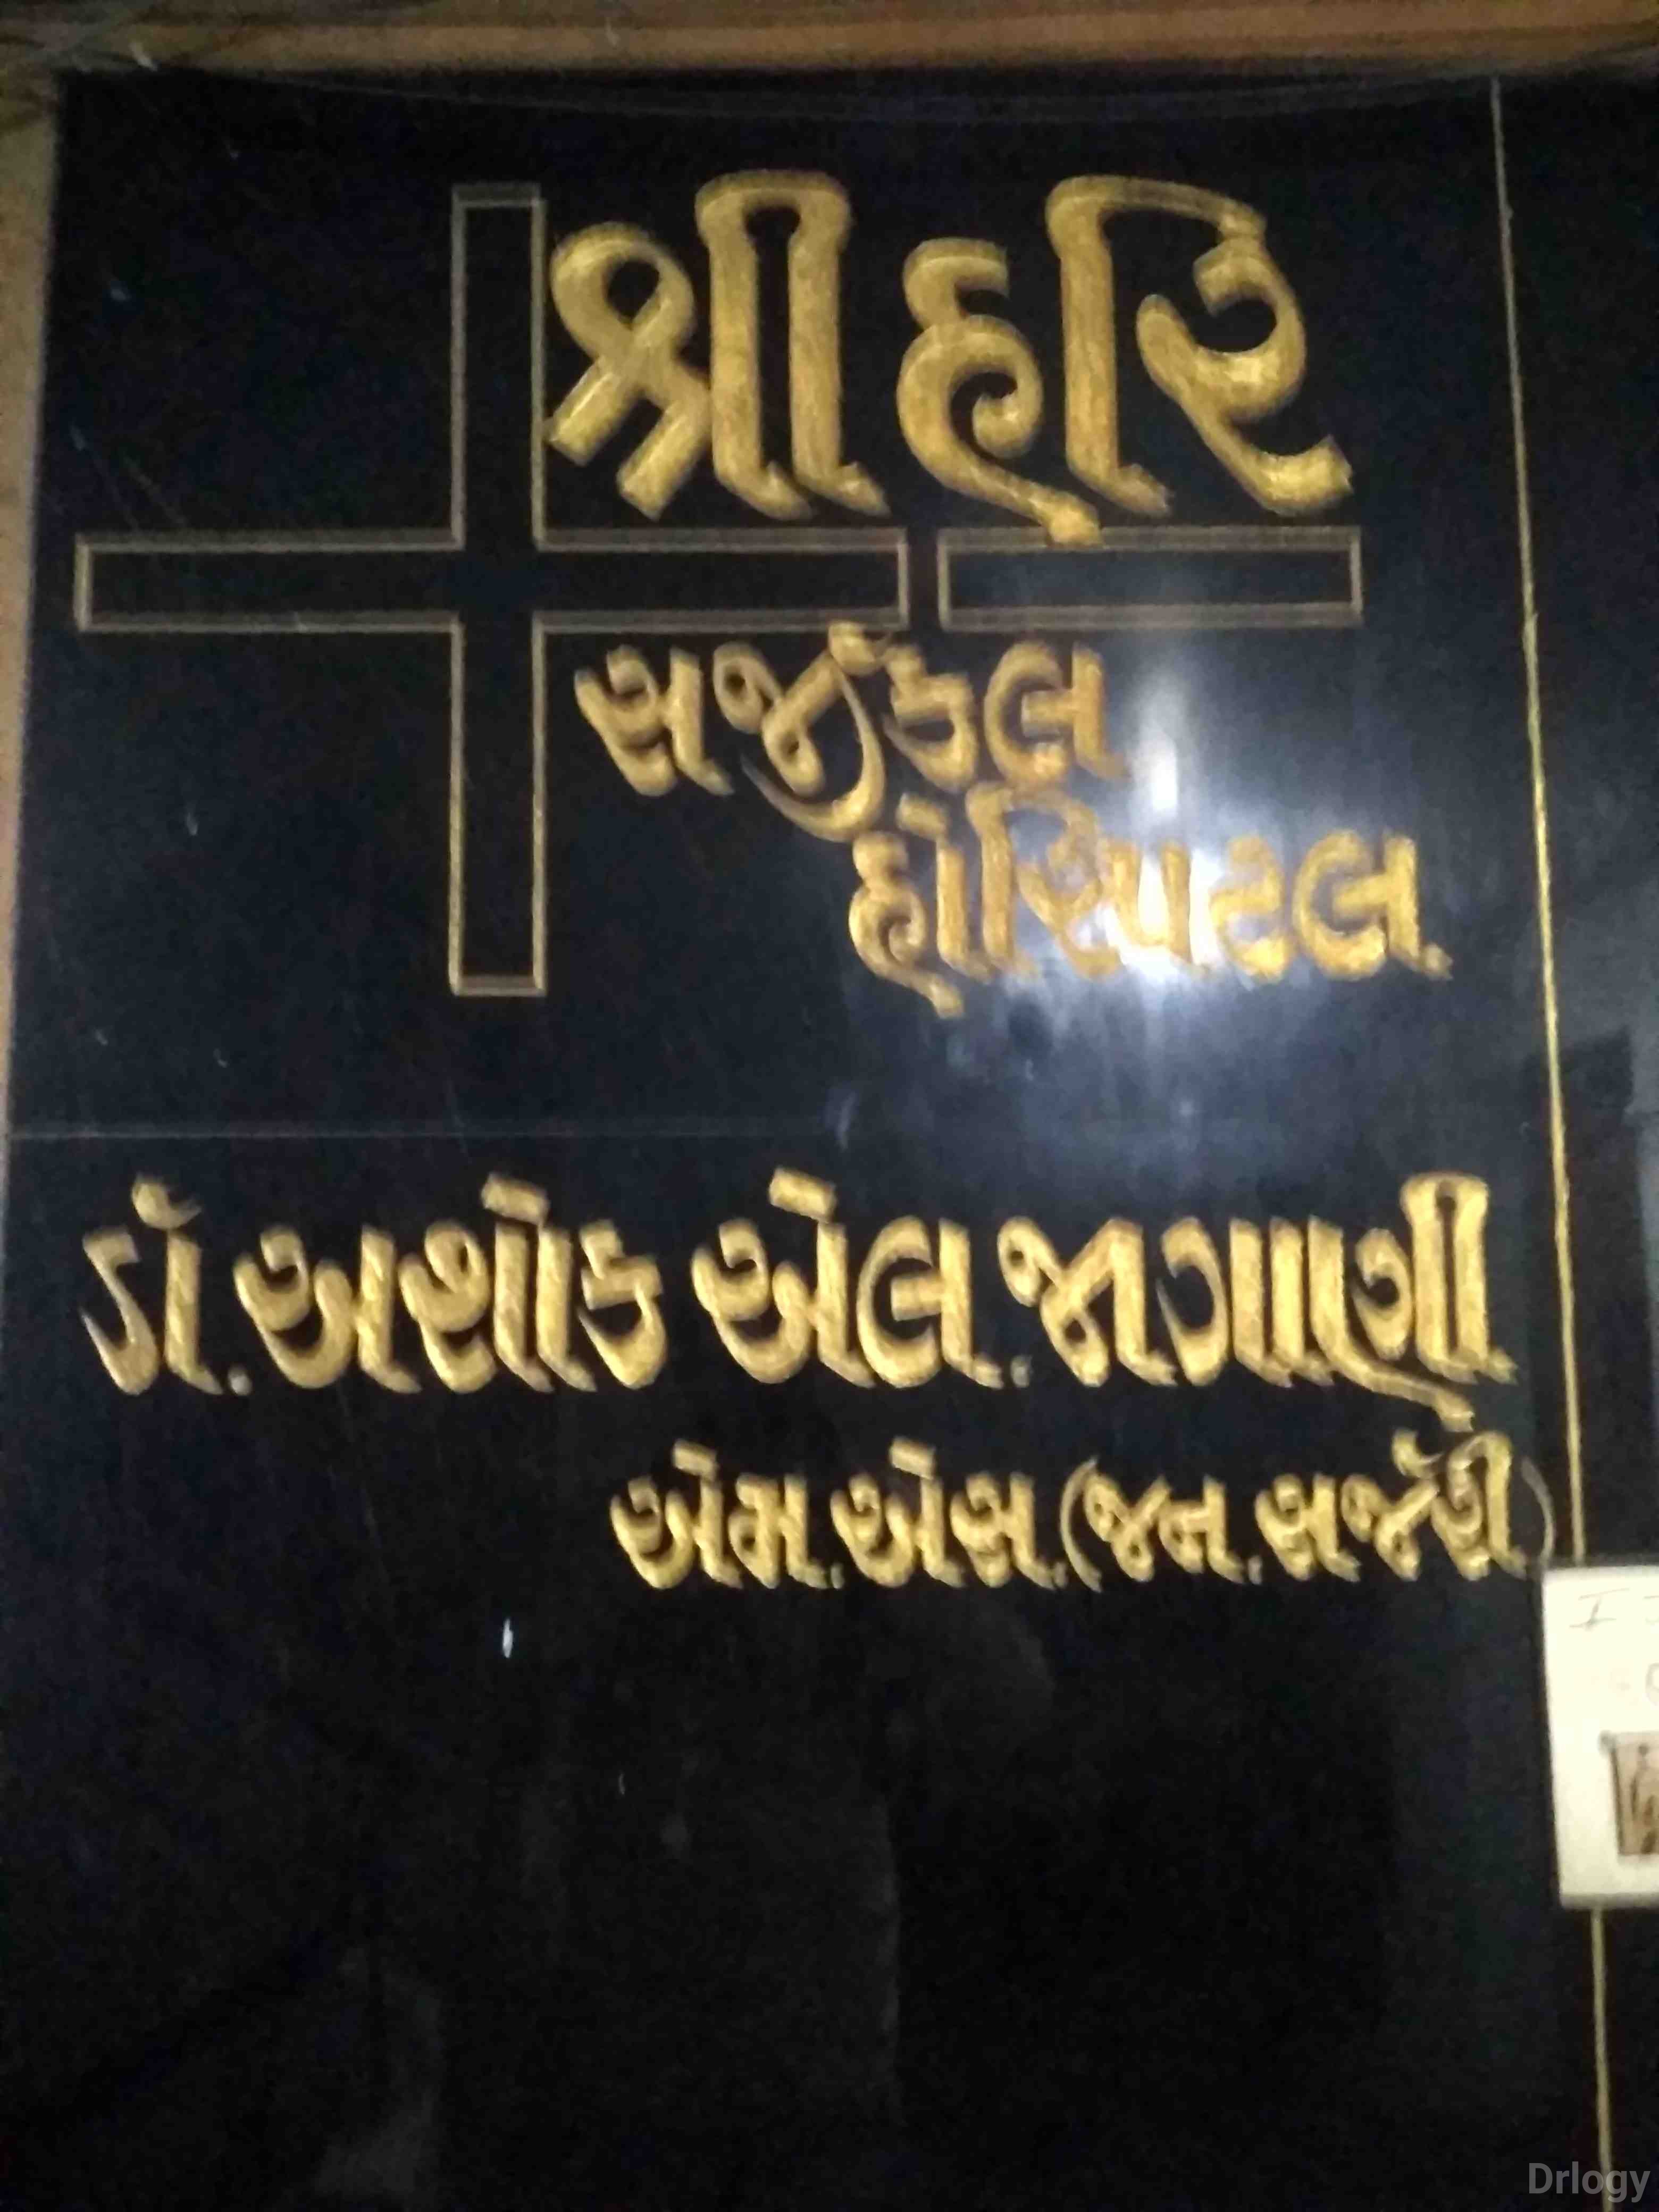 શ્રી હરિ
સર્જીકલ
હોસ્પિટલ
ડૉ. અશોક એલ. જાગાણી
એમ. એસ. (જન. સર્જરી)
Drlogy